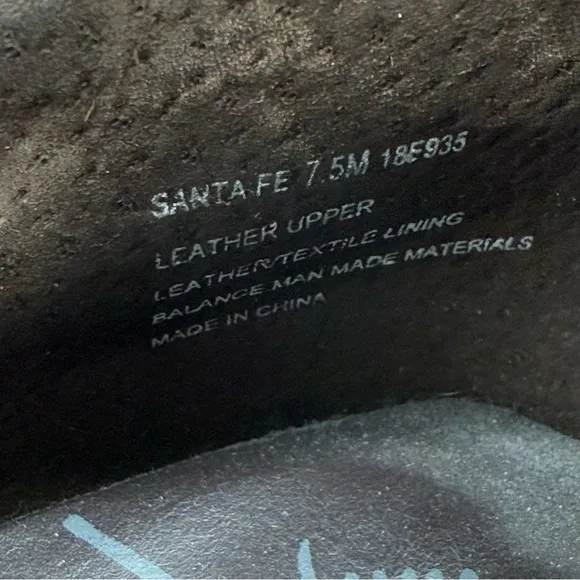 SANTA FE 7.5M 18E935
LEATHER UPPER
LEATHER/TEXTILE LINING
BALANCE MAN MADE MATERIALS
MADE IN CHINA